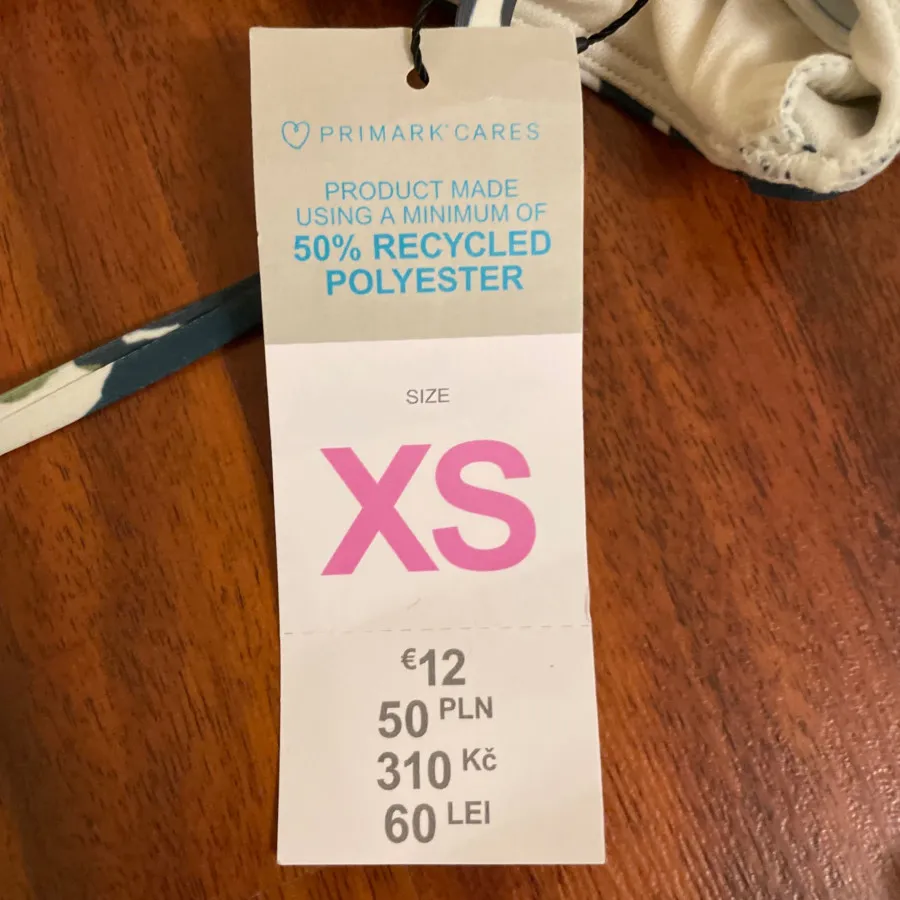 PRIMARK® CARES
PRODUCT MADE
USING A MINIMUM OF
50% RECYCLED
POLYESTER
SIZE
XS
€12
50 PLN
310 Kč
60 LEI